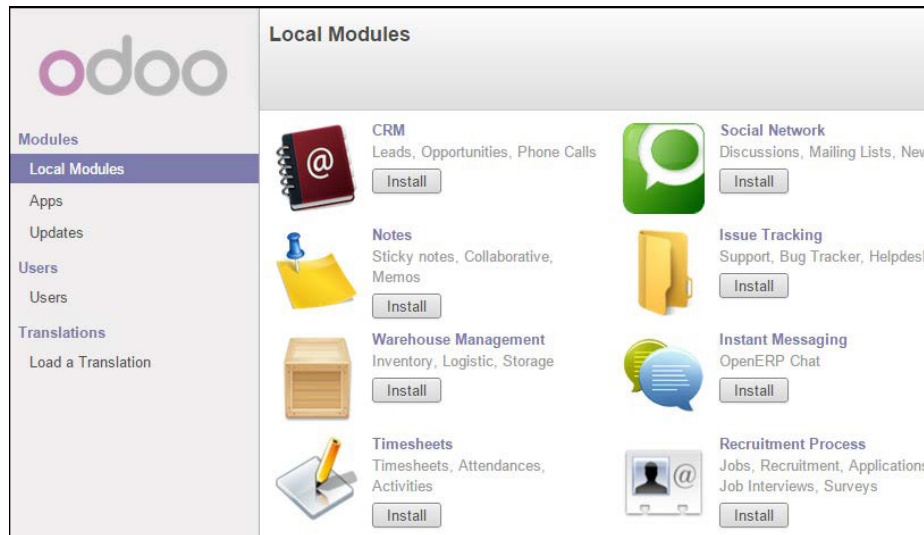 odoo
Modules
Local Modules
Apps
Updates
Users
Users
Translations
Load a Translation
Local Modules
CRM
Leads, Opportunities, Phone Calls
Install
Social Network
Discussions, Mailing Lists,
Install
Notes
Sticky notes, Collaborative,
Memos
Install
Issue Tracking
Support, Bug Tracker,
Install
Warehouse Management
Inventory, Logistic, Storage
Install
Instant Messaging
OpenERP Chat
Install
Timesheets
Timesheets, Attendances,
Activities
Install
Recruitment Process
Jobs, Recruitment, Applications
Job Interviews, Surveys
Install